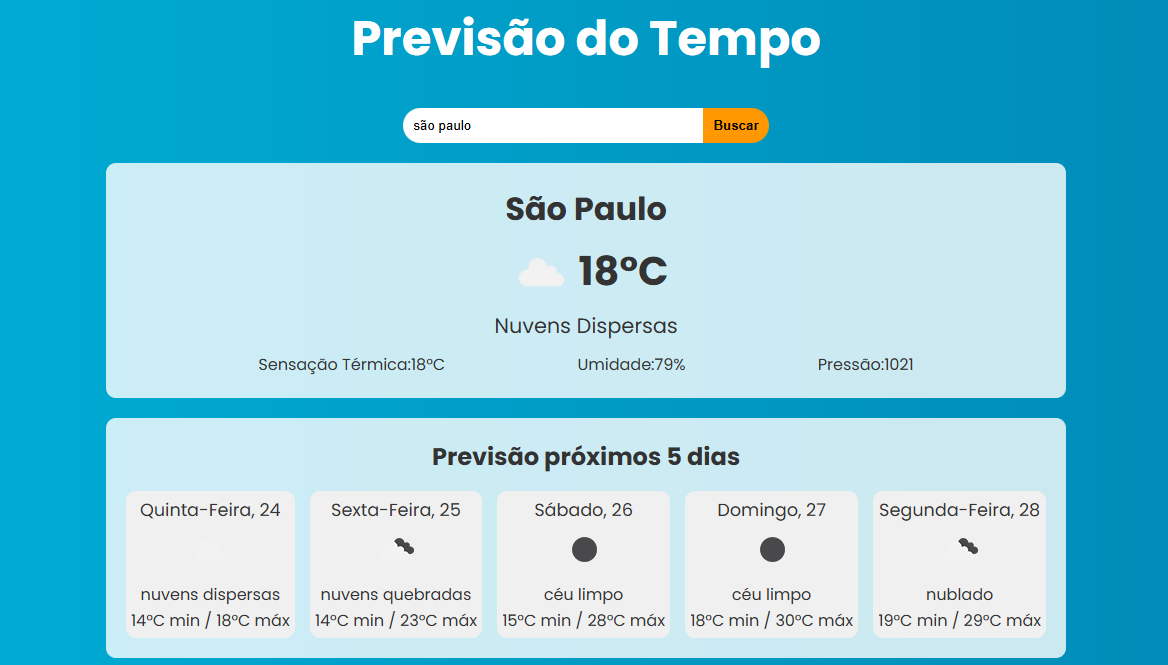 Previsão do Tempo
são paulo
Buscar
São Paulo
18ºC
Nuvens Dispersas
Sensação Térmica:18ºC
Umidade:79%
Pressão:1021
Previsão próximos 5 dias
Quinta-Feira, 24
nuvens dispersas
14ºC min / 18ºC máx
Sexta-Feira, 25
nuvens quebradas
14ºC min / 23ºC máx
Sábado, 26
céu limpo
15ºC min / 28ºC máx
Domingo, 27
céu limpo
18ºC min / 30ºC máx
Segunda-Feira, 28
nublado
19ºC min / 29ºC máx